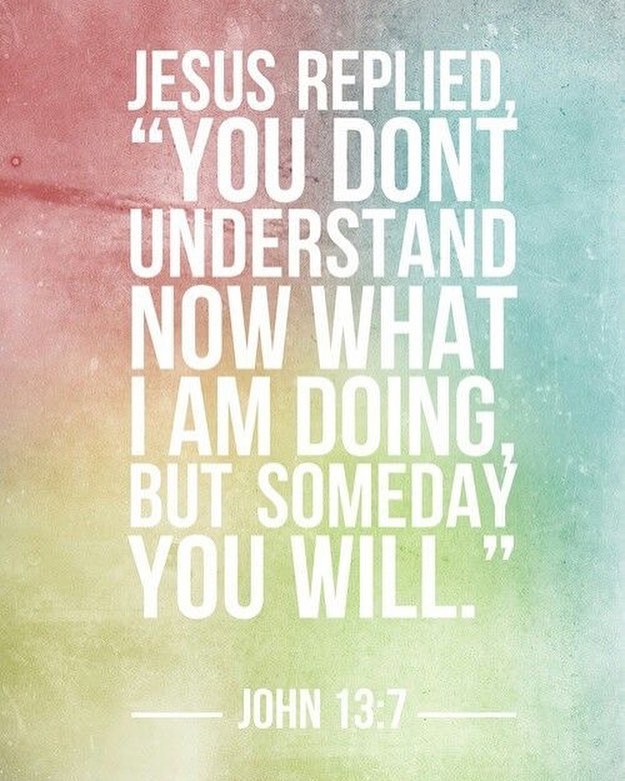 JESUS REPLIED,
“YOU DONT
UNDERSTAND
NOW WHAT
I AM DOING,
BUT SOMEDAY
YOU WILL.”
JOHN 13:7